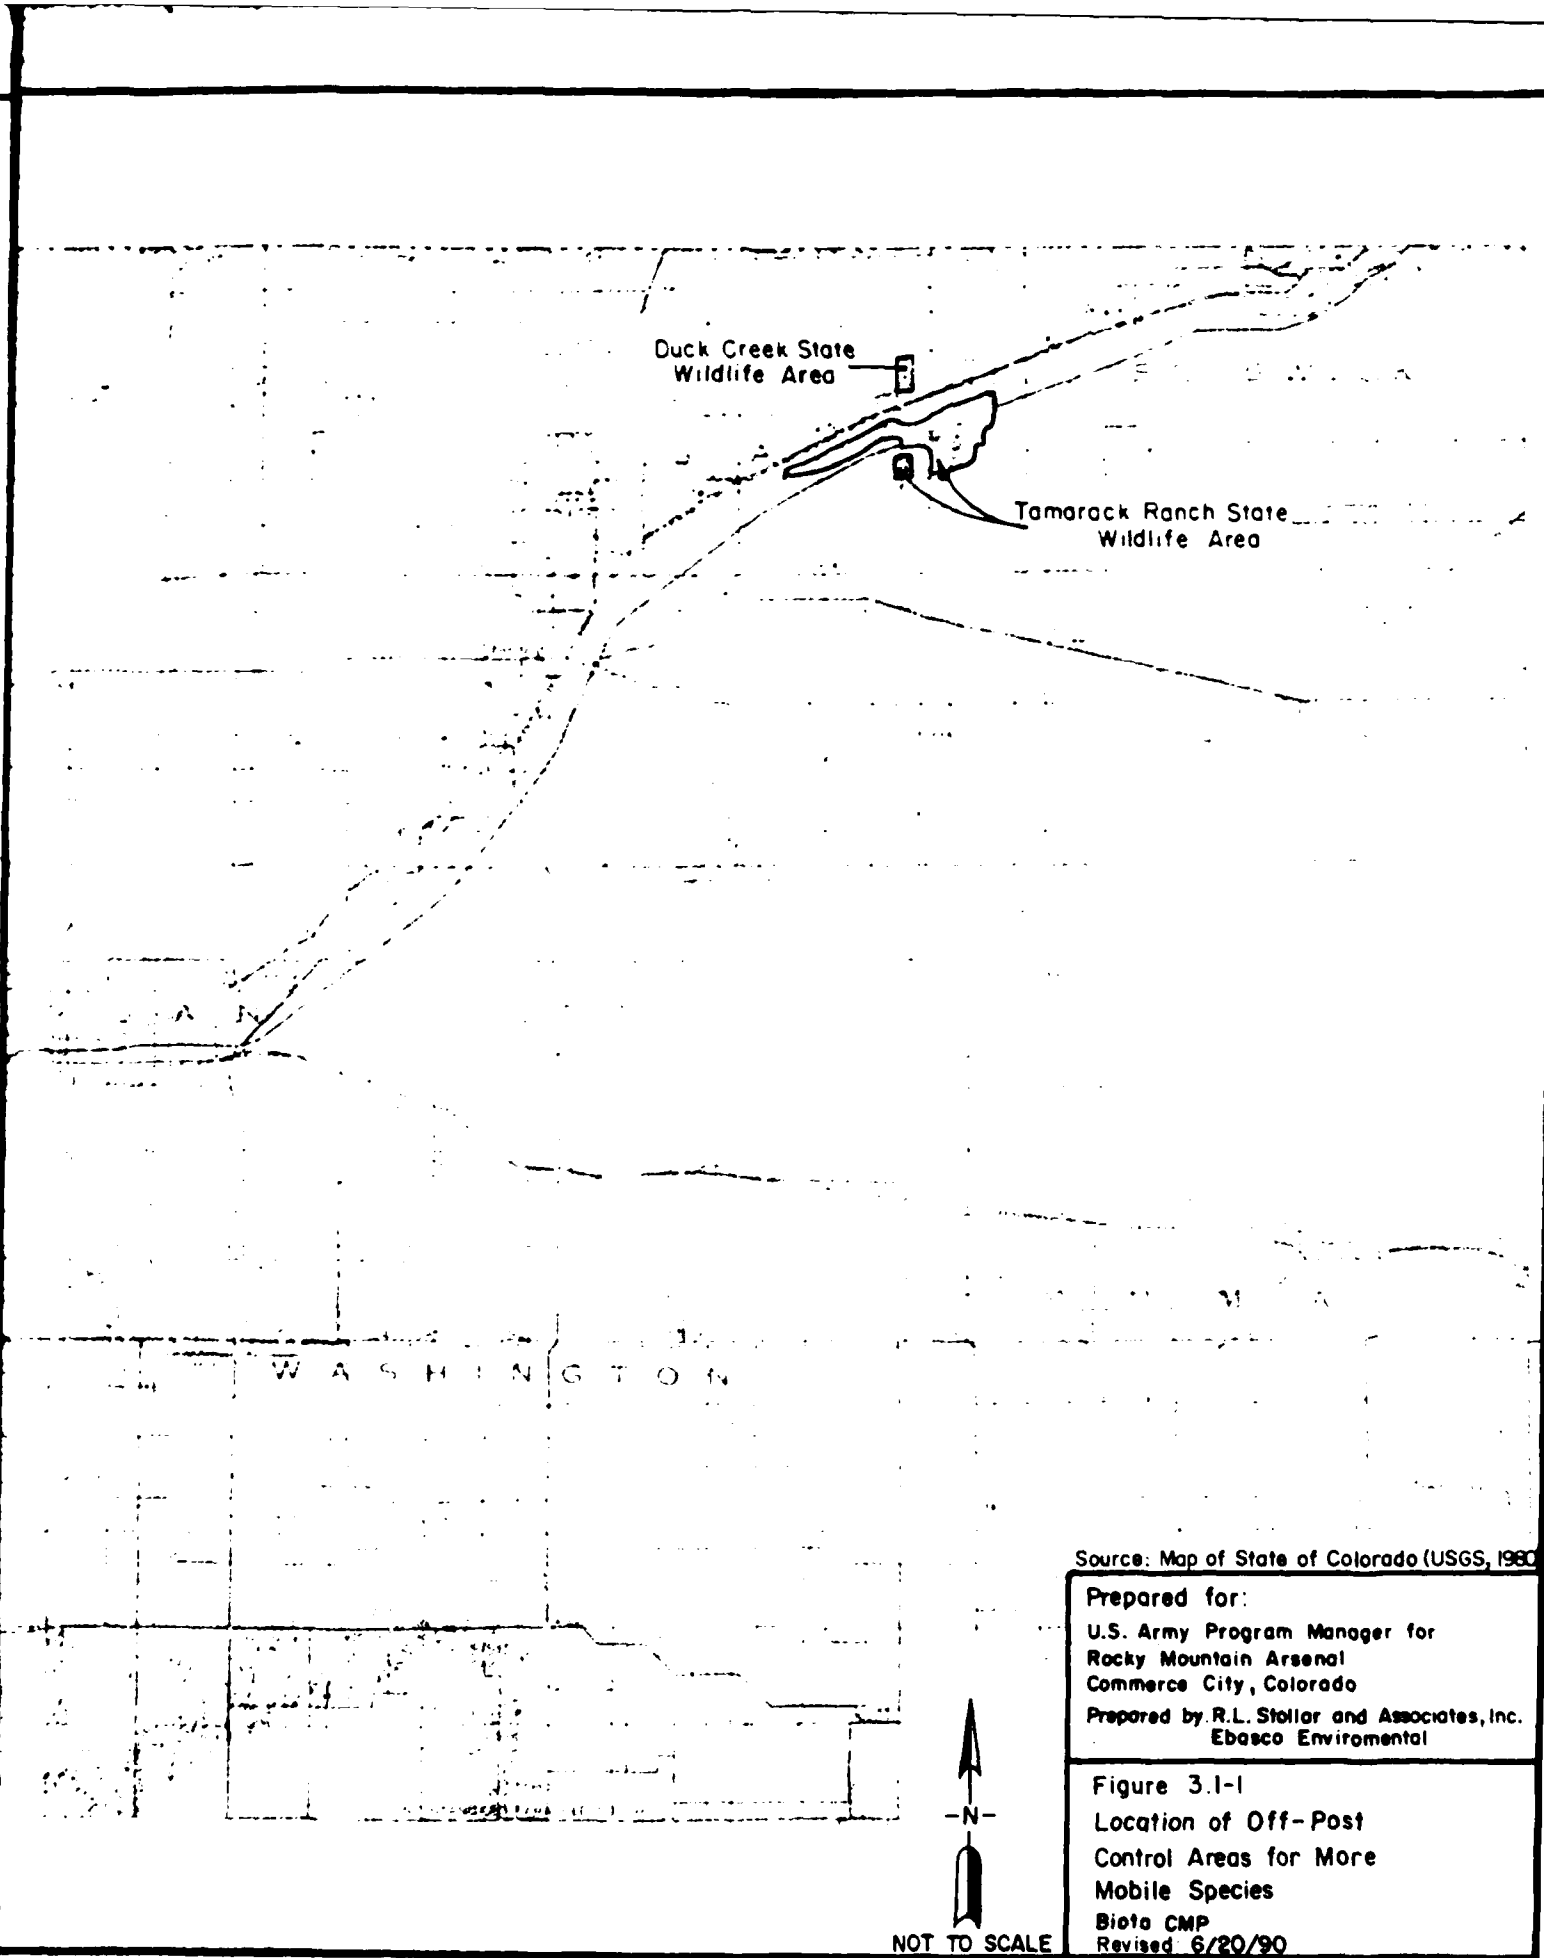 Duck Creek State
Wildlife Area
Tamarack Ranch State
Wildlife Area
WASHINGTON
Source: Map of State of Colorado (USGS, 1980
Prepared for:
U.S. Army Program Manager for
Rocky Mountain Arsenal
Commerce City, Colorado
Prepared by: R.L. Stollar and Associates, Inc.
Ebasco Enviromental
Figure 3.1-1
Location of Off-Post
Control Areas for More
Mobile Species
Biota CMP
Revised 6/20/90
-N-
NOT TO SCALE